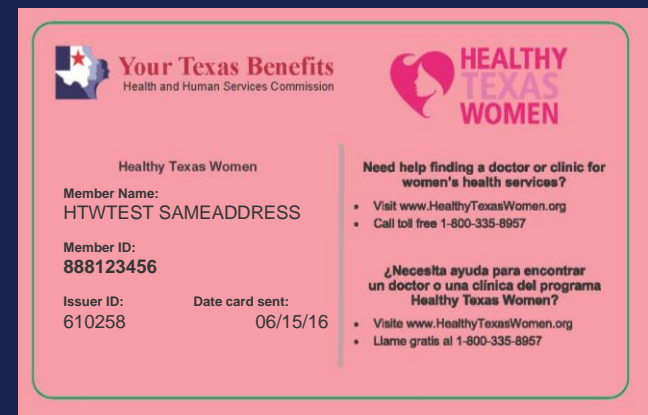 Your Texas Benefits
Health and Human Services Commission
HEALTHY
TEXAS
WOMEN
Healthy Texas Women
Member Name:
HTWTEST SAMEADDRESS
Member ID:
888123456
Issuer ID: Date card sent:
610258 06/15/16
Need help finding a doctor or clinic for
women's health services?
• Visit www.HealthyTexasWomen.org
• Call toll free 1-800-335-8957
¿Necesita ayuda para encontrar
un doctor o una clínica del programa
Healthy Texas Women?
• Visite www.HealthyTexasWomen.org
• Llame gratis al 1-800-335-8957